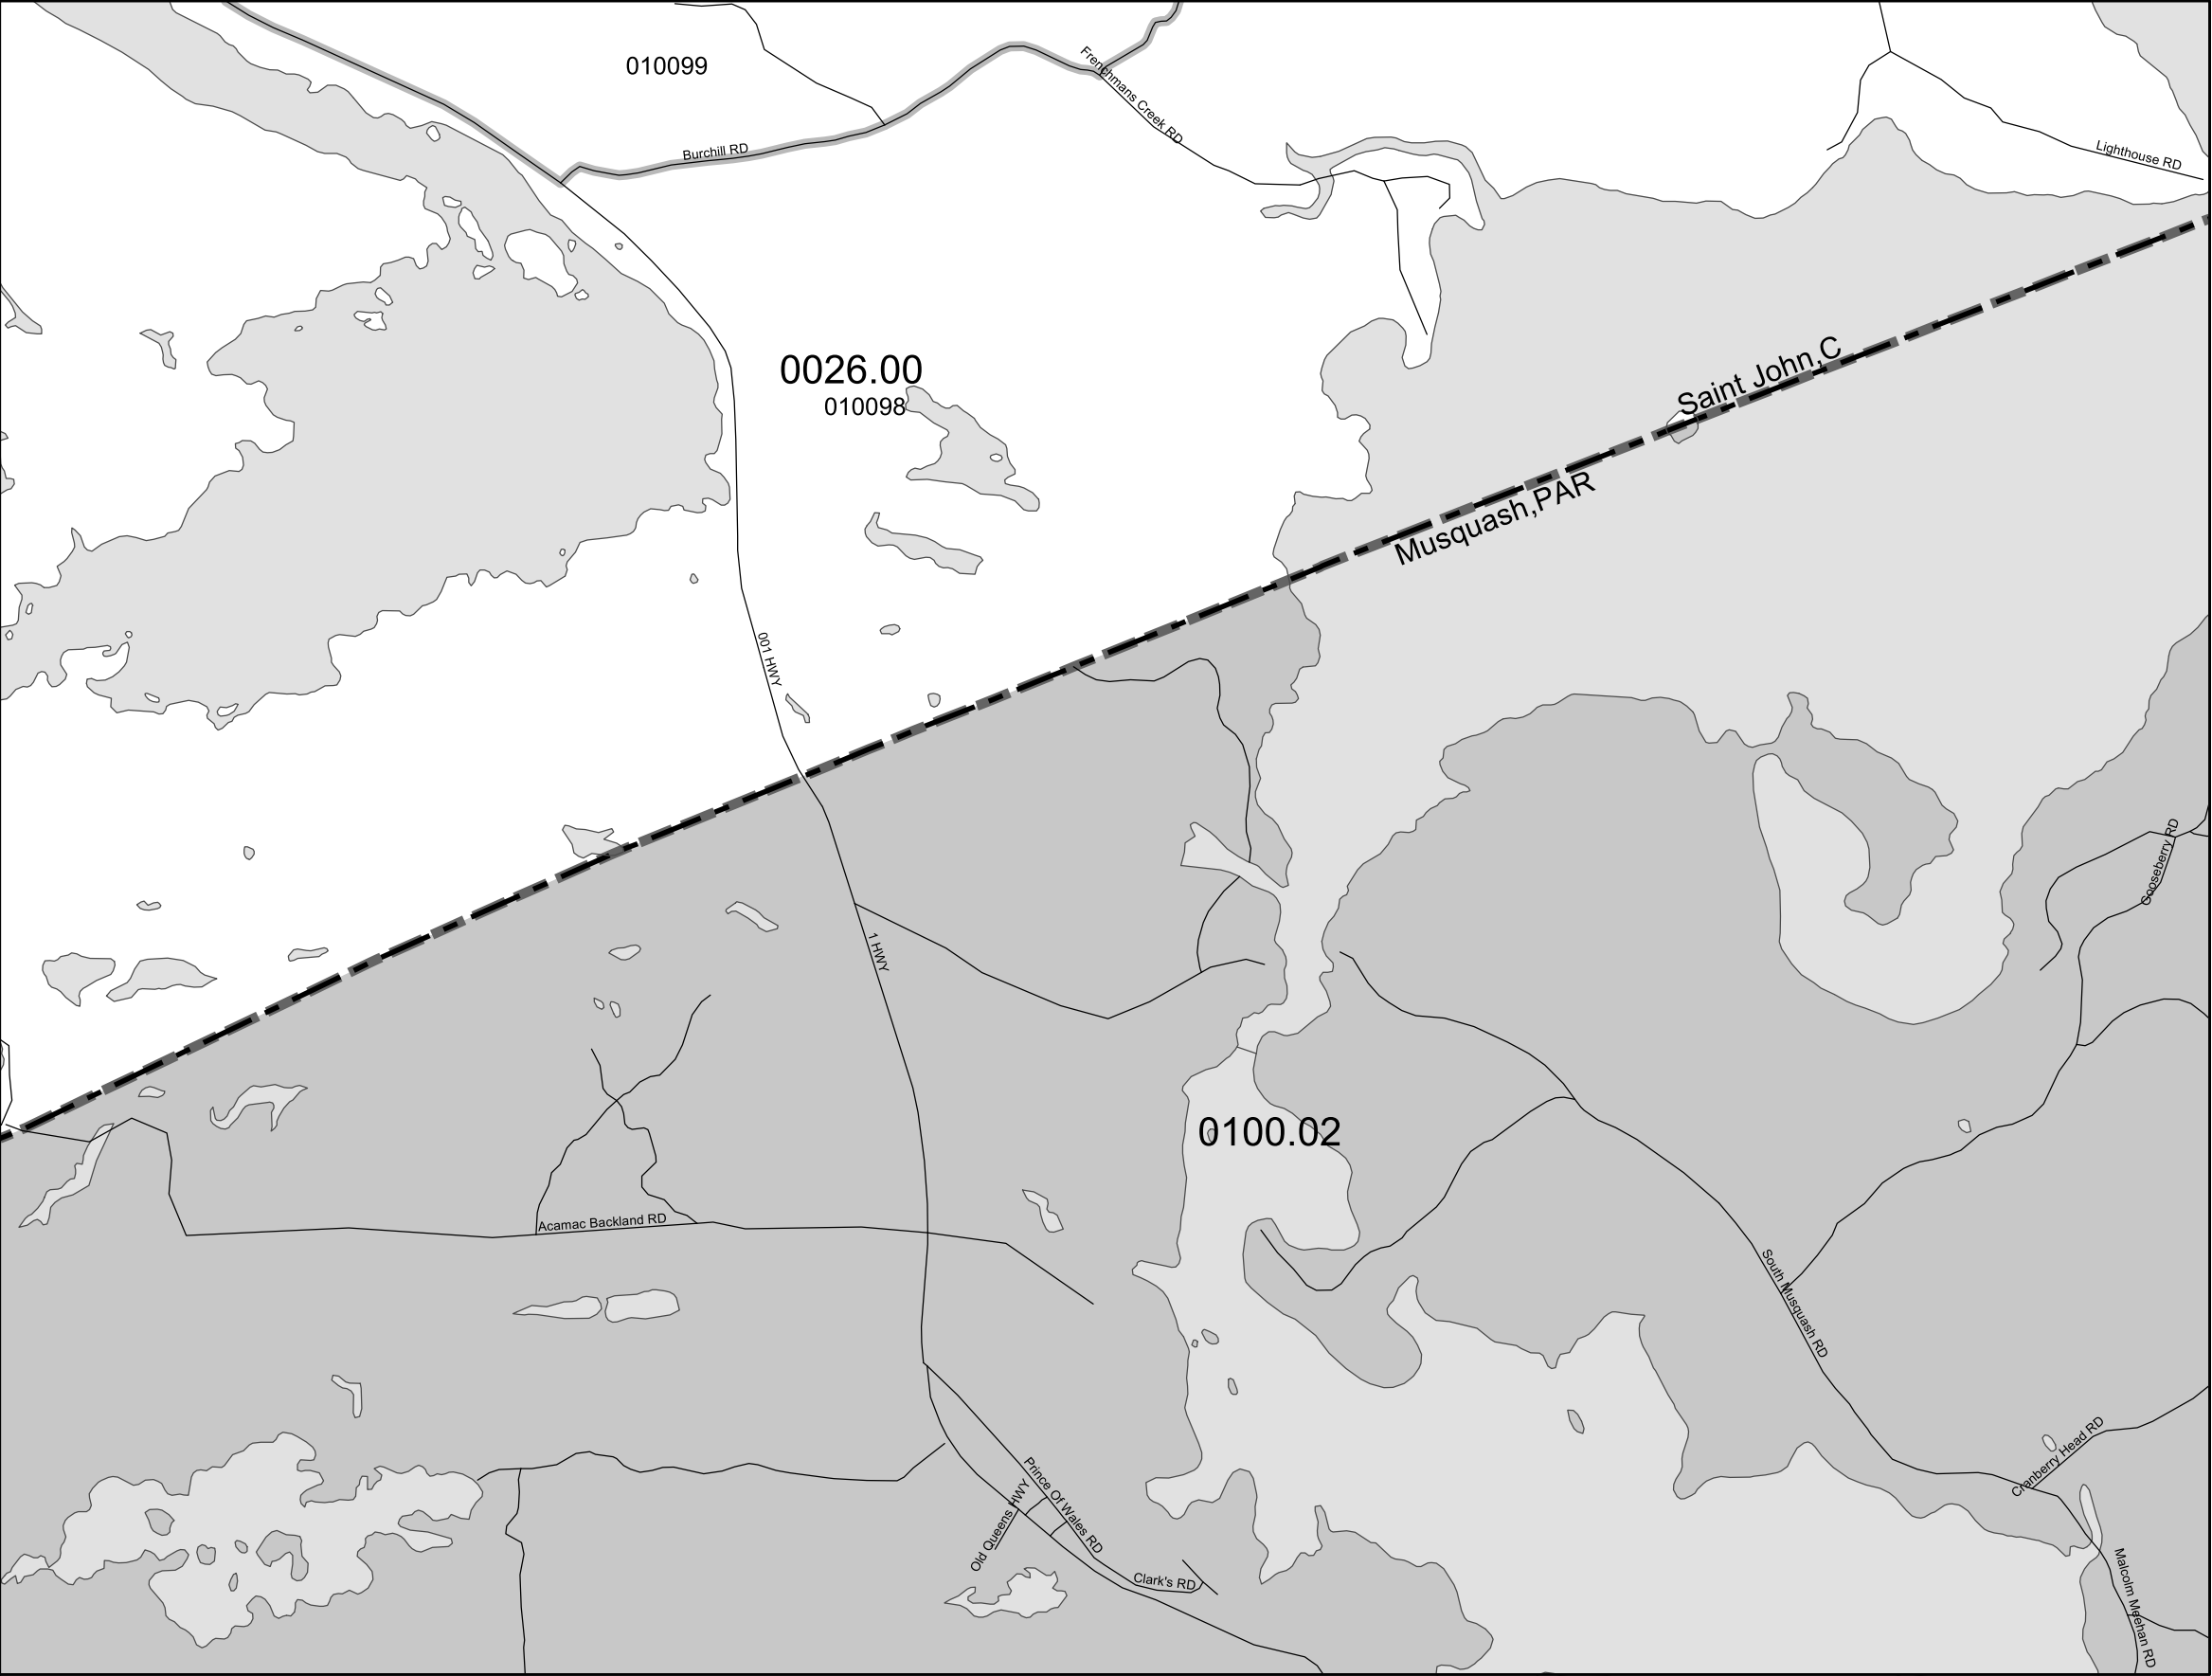 010099
Frenchmans Creek RD
Burchill RD
Lighthouse RD
0026.00
010098
Saint John,C
Musquash,PAR
001 HWY
Gooseberry RD
1 HWY
0100.02
Acamac Backland RD
South Musquash RD
Cranberry Head RD
Prince Of Wales RD
Old Queens HWY
Clark's RD
Malcolm Meehan RD